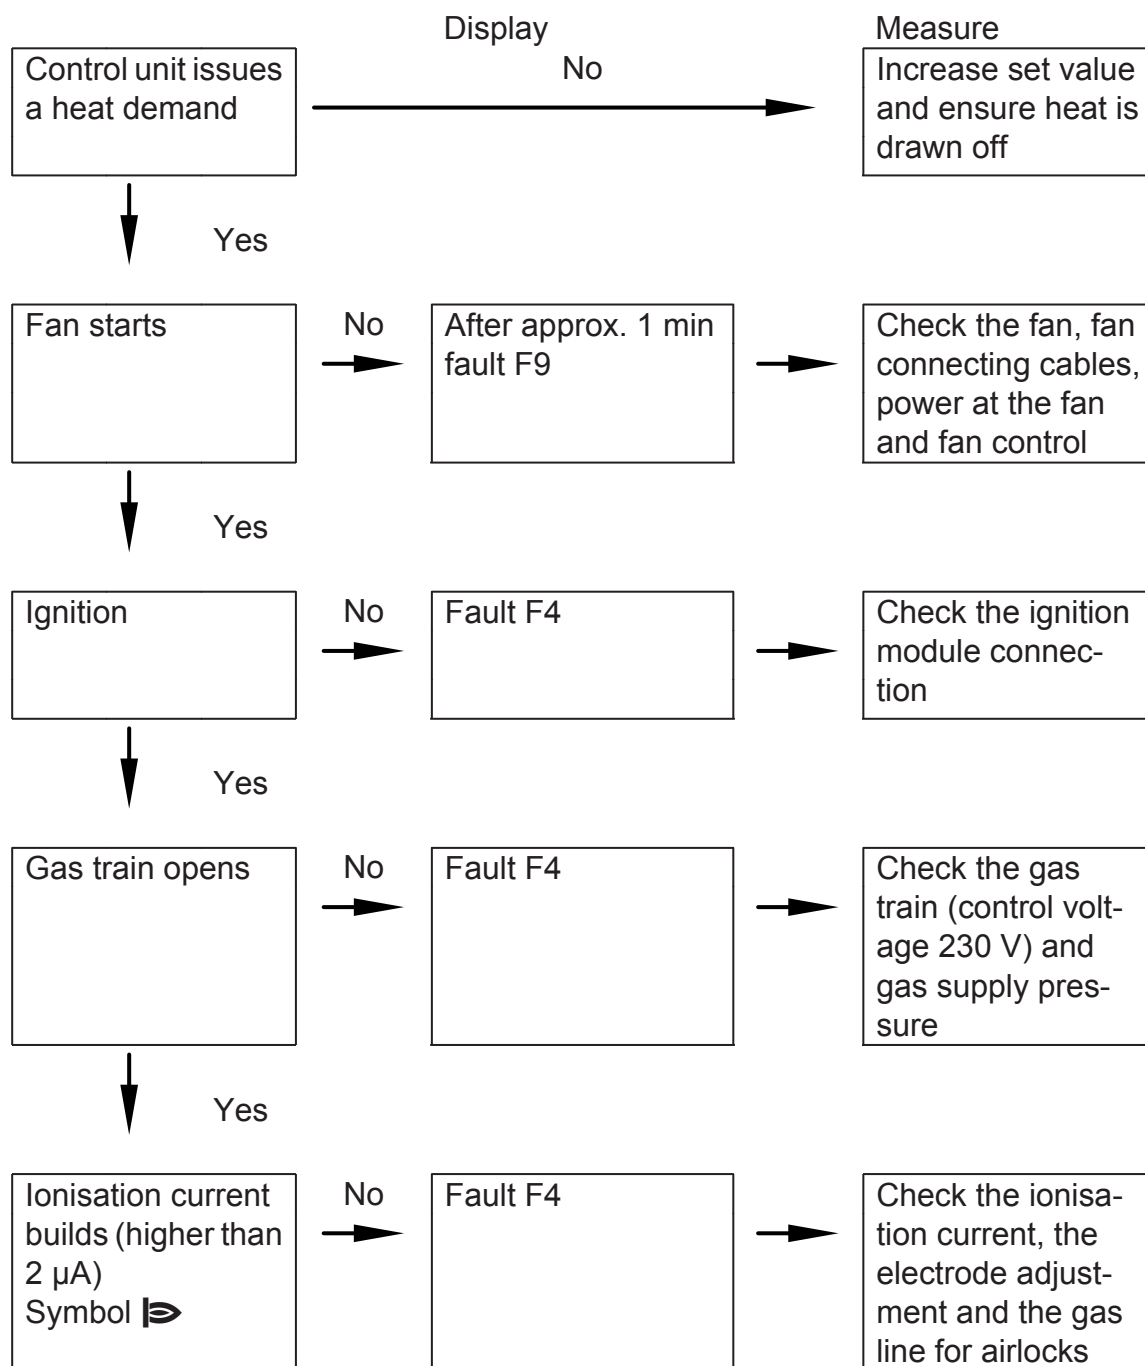 Display
Measure
Control unit issues
a heat demand
No
Increase set value
and ensure heat is
drawn off
Yes
Fan starts
No
After approx. 1 min
fault F9
Check the fan, fan
connecting cables,
power at the fan
and fan control
Yes
Ignition
No
Fault F4
Check the ignition
module connec-
tion
Yes
Gas train opens
No
Fault F4
Check the gas
train (control volt-
age 230 V) and
gas supply pres-
sure
Yes
Ionisation current
builds (higher than
2 μA)
Symbol
No
Fault F4
Check the ionisa-
tion current, the
electrode adjust-
ment and the gas
line for airlocks